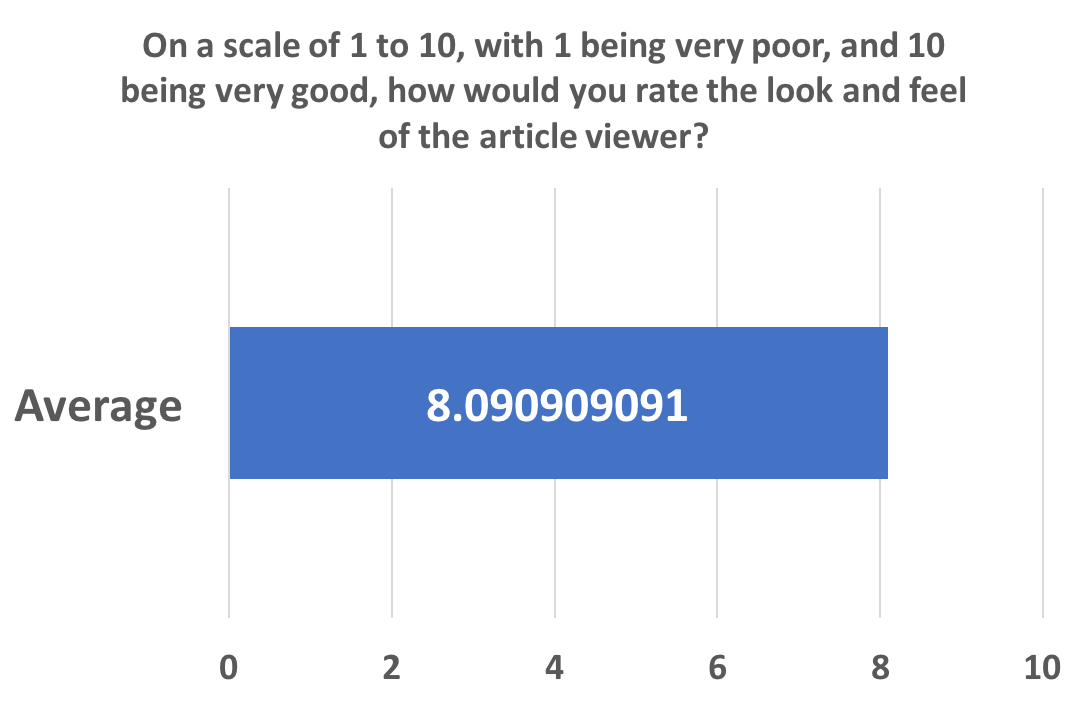 On a scale of 1 to 10, with 1 being very poor, and 10
being very good, how would you rate the look and feel
of the article viewer?
Average
8.090909091
0 2 4 6 8 10